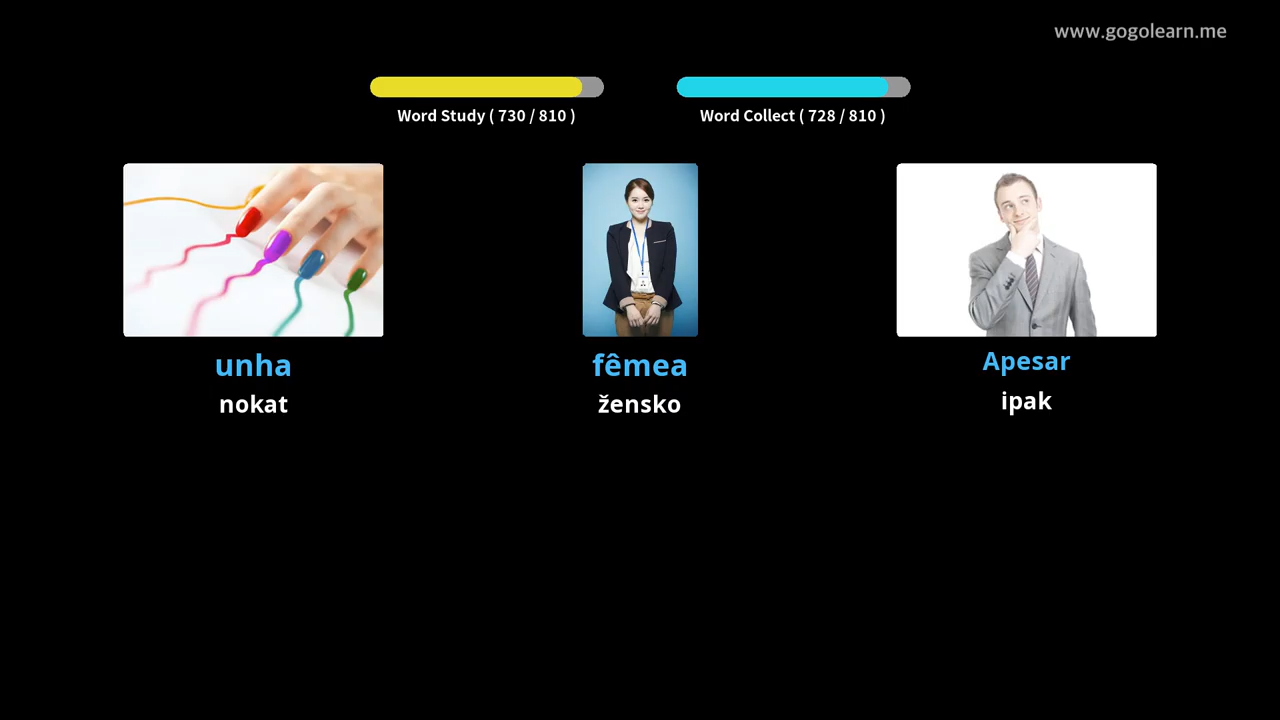 www.gogolearn.me
Word Study ( 730 / 810 )
Word Collect ( 728 / 810 )
unha
nokat
fêmea
žensko
Apesar
ipak